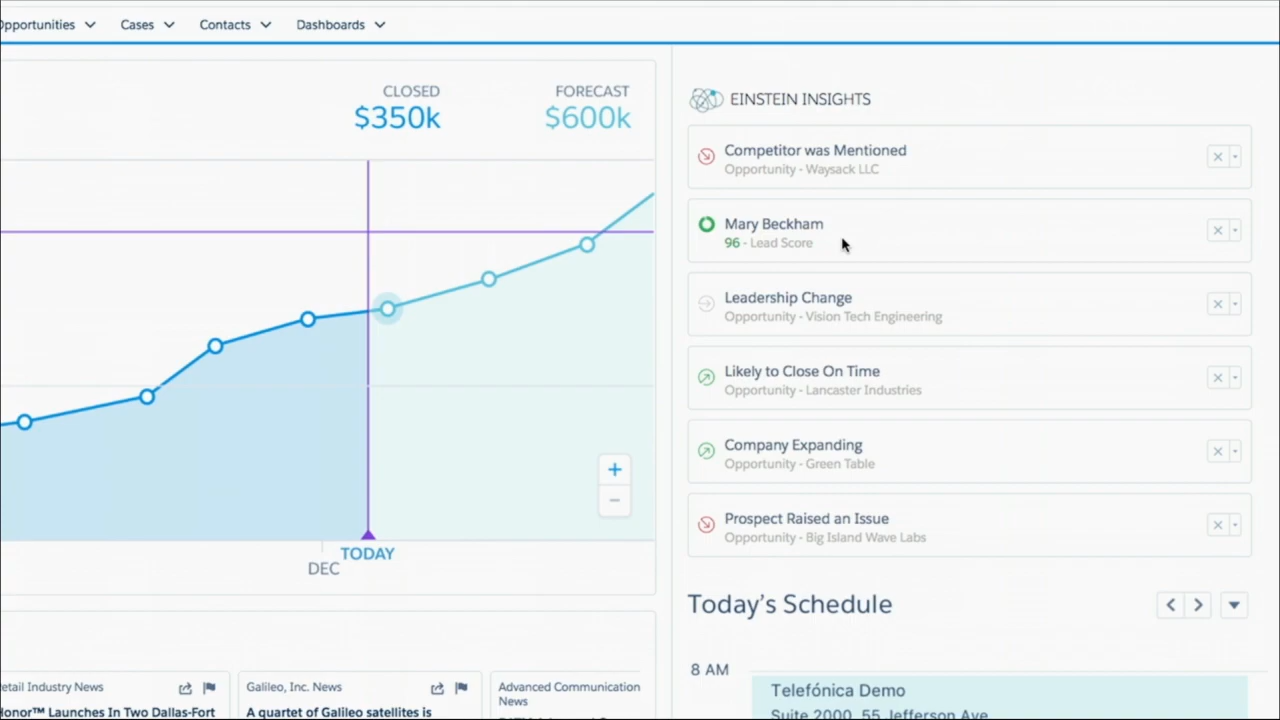 Opportunities
Cases
Contacts
Dashboards
CLOSED
$350k
FORECAST
$600k
TODAY
DEC
EINSTEIN INSIGHTS
Competitor was Mentioned
Opportunity - Waysack LLC
Mary Beckham
96 - Lead Score
Leadership Change
Opportunity - Vision Tech Engineering
Likely to Close On Time
Opportunity - Lancaster Industries
Company Expanding
Opportunity - Green Table
Prospect Raised an Issue
Opportunity - Big Island Wave Labs
Today's Schedule
8 AM
Telefónica Demo
Suite 2000, 55 Jefferson Ave
etail Industry News
Honor™ Launches In Two Dallas-Fort
Galileo, Inc. News
A quartet of Galileo satellites is
Advanced Communication
News